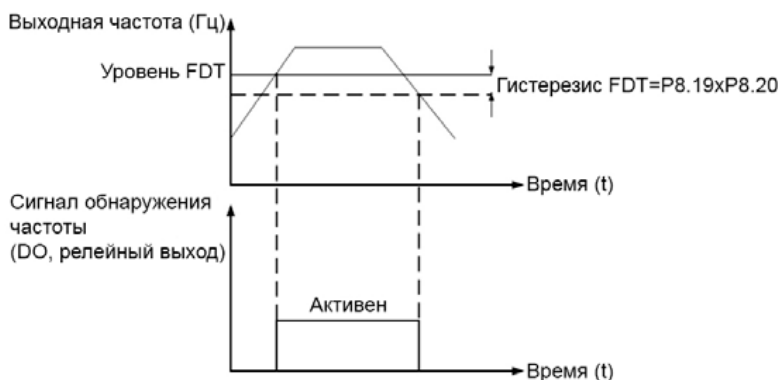 Выходная частота (Гц)
Уровень FDT
Гистерезис FDT=P8.19xP8.20
Время (t)
Сигнал обнаружения
частоты
(DO, релейный выход)
Активен
Время (t)